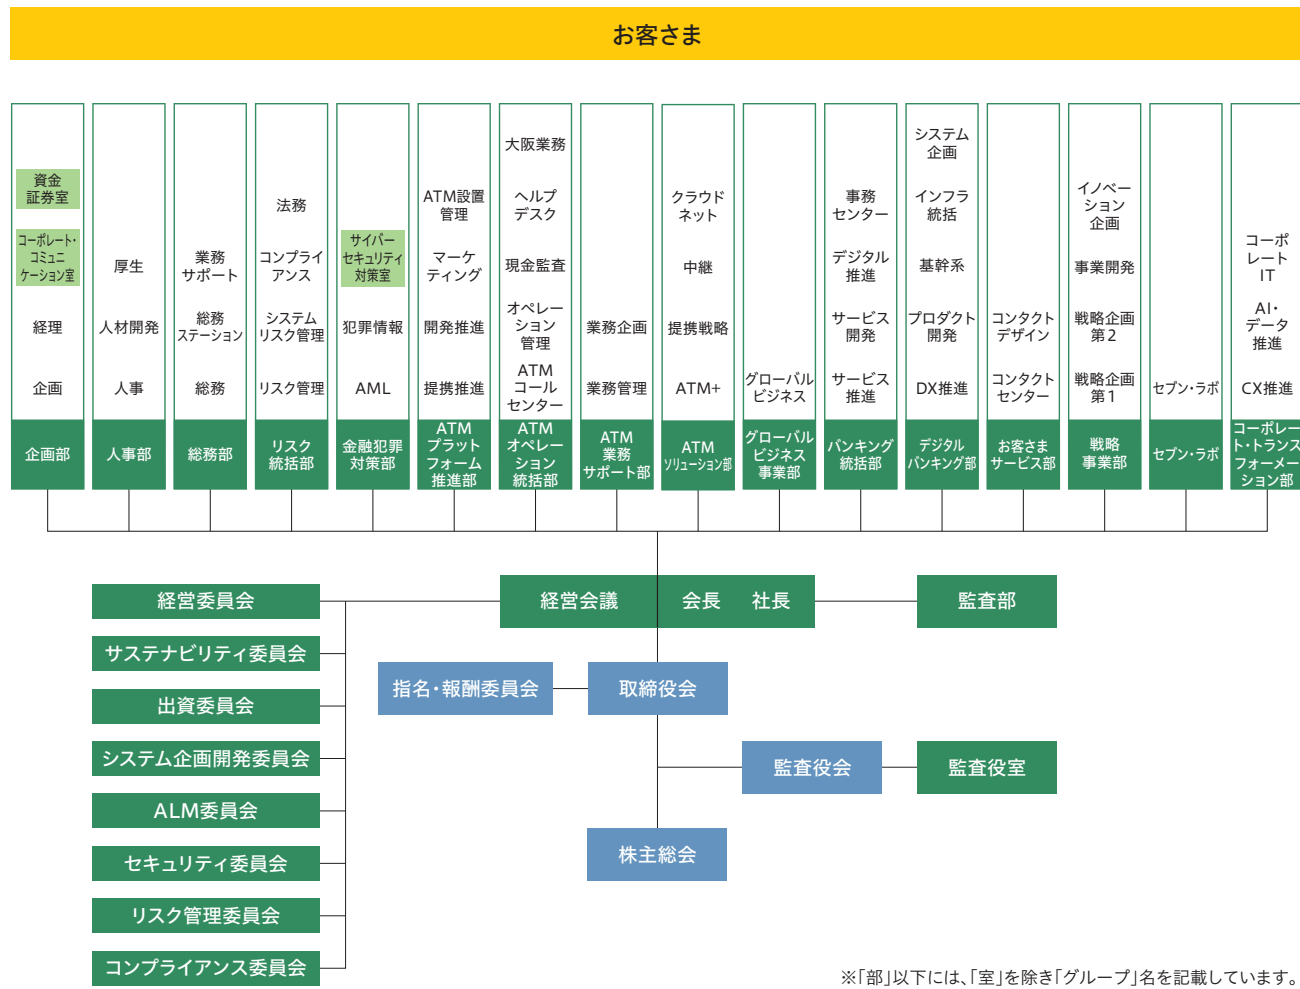 お客さま
資金
証券室
コーポレート・
コミュニ
ケーション室
経理
企画
企画部
厚生
人材開発
人事
人事部
業務
サポート
総務
ステーション
総務
総務部
法務
コンプライ
アンス
システム
リスク管理
リスク管理
リスク
統括部
サイバー
セキュリティ
対策室
犯罪情報
AML
金融犯罪
対策部
ATM設置
管理
マーケ
ティング
開発推進
提携推進
ATM
プラット
フォーム
推進部
大阪業務
ヘルプ
デスク
現金監査
オペレー
ション
管理
ATM
コール
センター
ATM
オペレー
ション
統括部
業務企画
業務管理
ATM
業務
サポート部
クラウド
ネット
中継
提携戦略
ATM+
ATM
ソリューション部
グローバル
ビジネス
グローバル
ビジネス
事業部
事務
センター
デジタル
推進
サービス
開発
サービス
推進
バンキング
統括部
システム
企画
インフラ
統括
基幹系
プロダクト
開発
DX推進
デジタル
バンキング部
コンタクト
デザイン
コンタクト
センター
お客さま
サービス部
イノベー
ション
企画
事業開発
戦略企画
第2
戦略企画
第1
戦略
事業部
セブン・ラボ
セブン・ラボ
コーポ
レート
IT
AI・
データ
推進
CX推進
コーポレー
ト・トランス
フォーメー
ション部
経営会議 会長 社長
監査部
経営委員会
サステナビリティ委員会
出資委員会
システム企画開発委員会
ALM委員会
セキュリティ委員会
リスク管理委員会
コンプライアンス委員会
指名・報酬委員会
取締役会
監査役会
監査役室
株主総会
※「部」以下には、「室」を除き「グループ」名を記載しています。